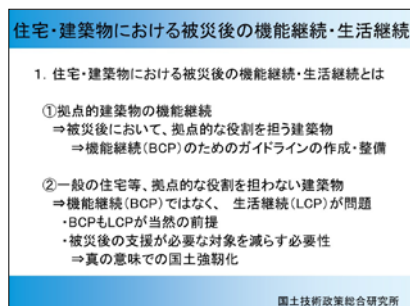 住宅・建築物における被災後の機能継続・生活継続
1．住宅・建築物における被災後の機能継続・生活継続とは
①拠点的建築物の機能継続
⇒被災後において、拠点的な役割を担う建築物
⇒機能継続(BCP)のためのガイドラインの作成・整備
②一般の住宅等、拠点的な役割を担わない建築物
⇒機能継続(BCP)ではなく、 生活継続(LCP)が問題
・BCPもLCPが当然の前提
・被災後の支援が必要な対象を減らす必要性
⇒真の意味での国土強靭化
国土技術政策総合研究所